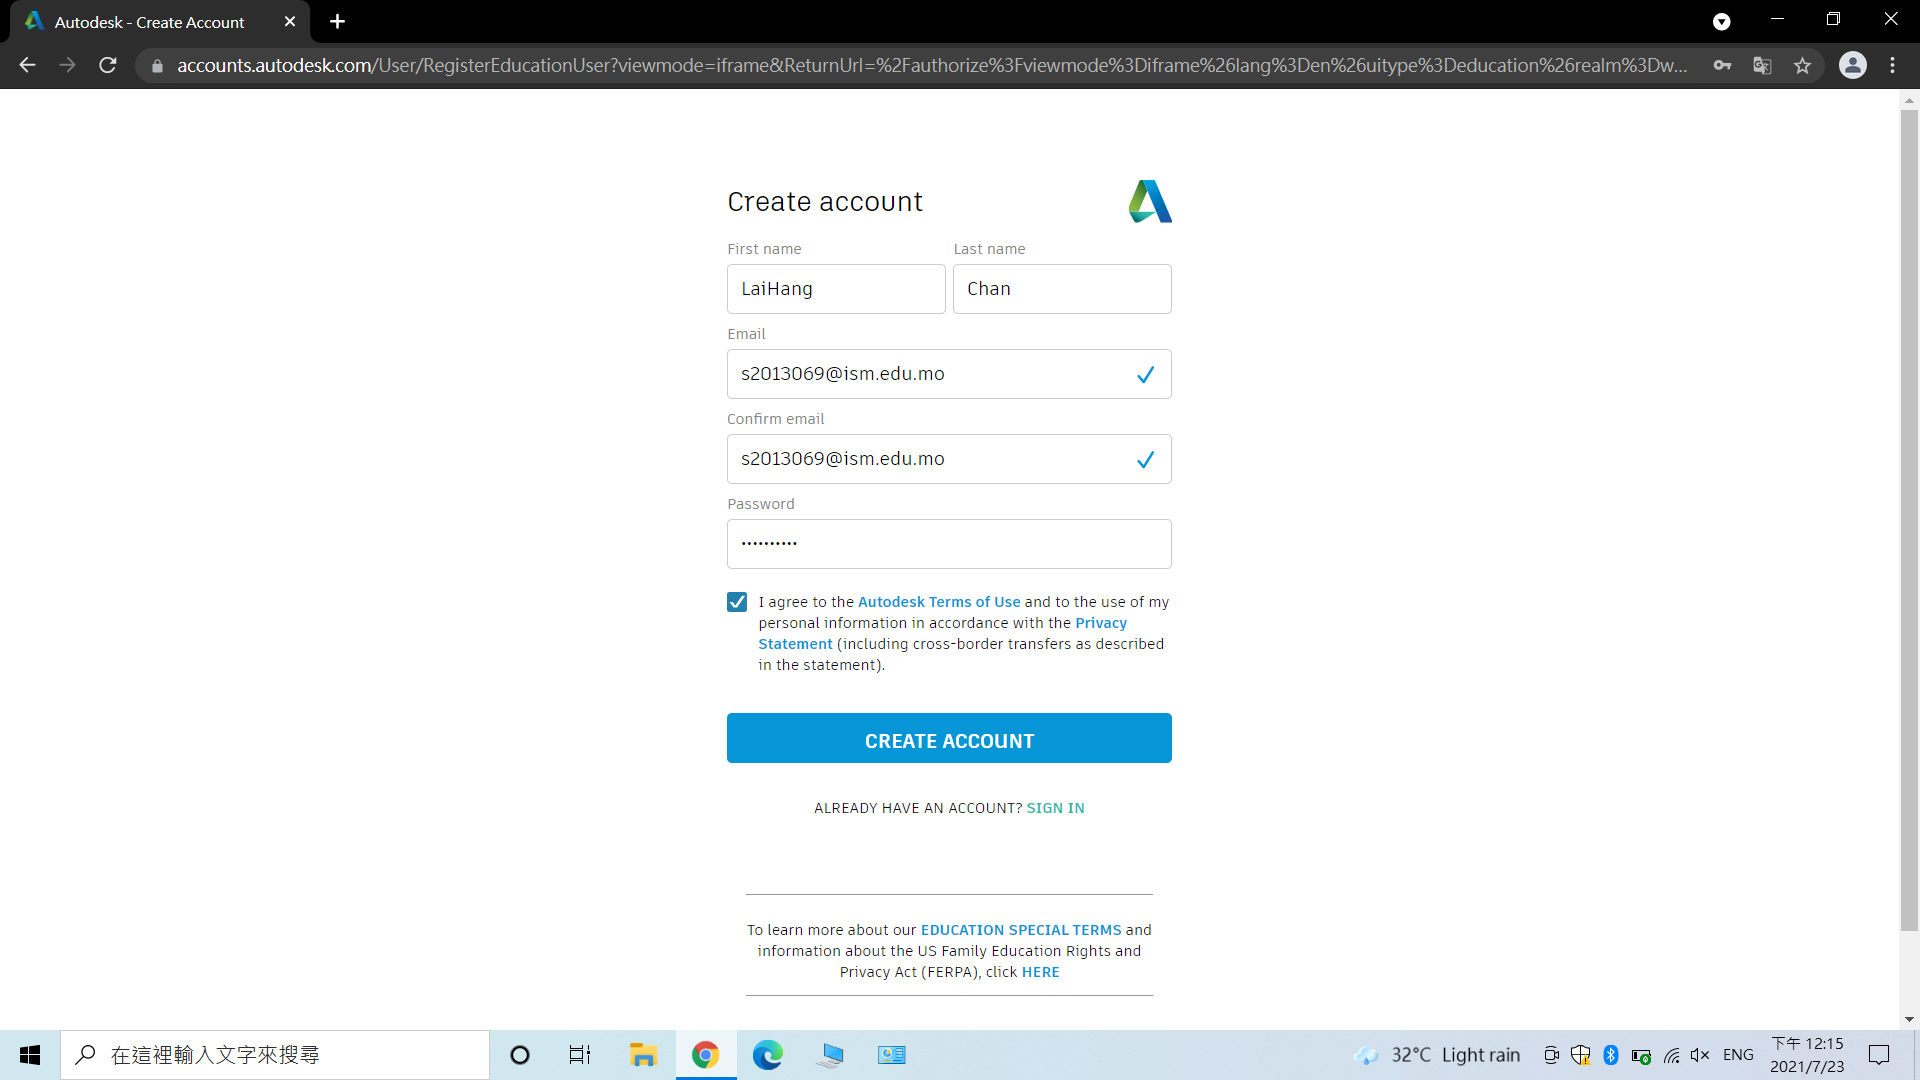 Autodesk - Create Account
accounts.autodesk.com/User/RegisterEducationUser?viewmode=iframe&ReturnUrl=%2Fauthorize%3Fviewmode%3Diframe%26lang%3Den%26uitype%3Deducation%26realm%3Dw...
Create account
First name
Last name
LaiHang
Chan
Email
s2013069@ism.edu.mo
Confirm email
s2013069@ism.edu.mo
Password
••••••••••
I agree to the Autodesk Terms of Use and to the use of my
personal information in accordance with the Privacy
Statement (including cross-border transfers as described
in the statement).
CREATE ACCOUNT
ALREADY HAVE AN ACCOUNT? SIGN IN
To learn more about our EDUCATION SPECIAL TERMS and
information about the US Family Education Rights and
Privacy Act (FERPA), click HERE
在這裡輸入文字來搜尋
32°C Light rain
ENG
下午 12:15
2021/7/23